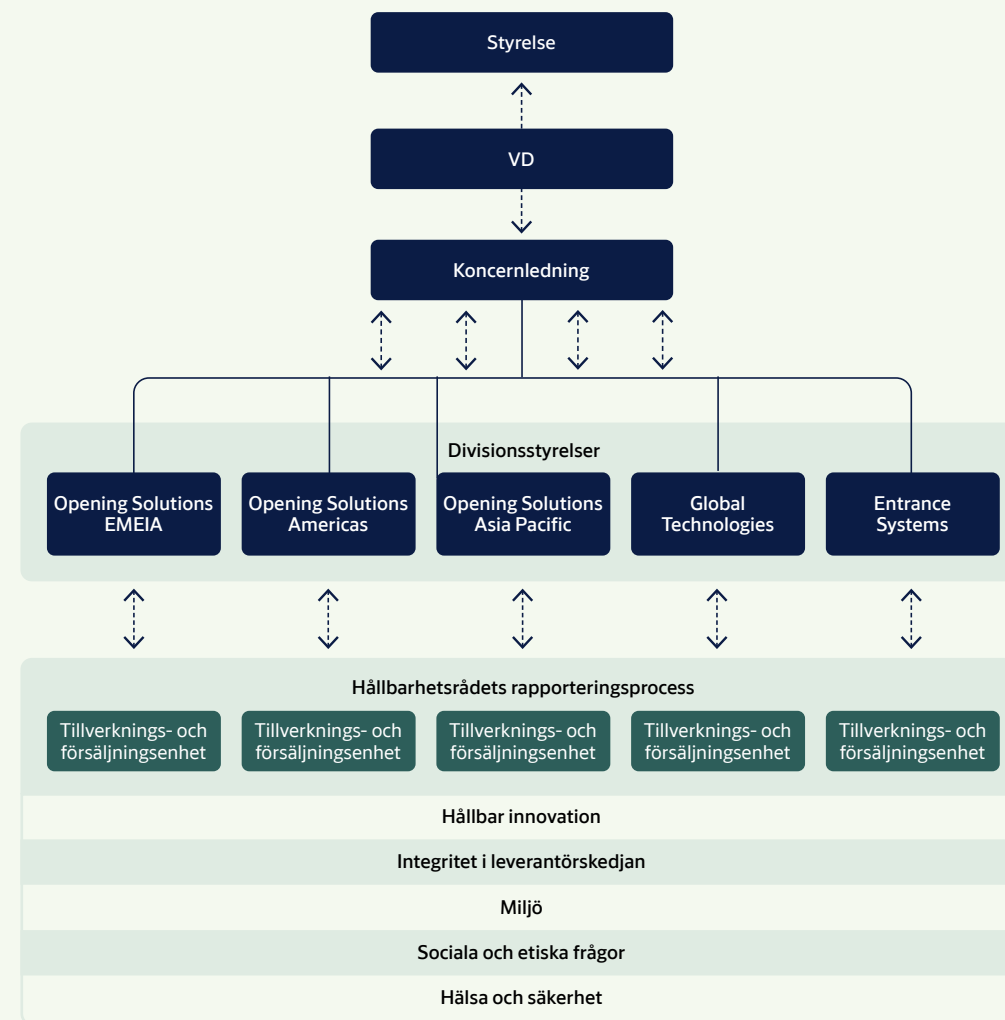 Styrelse
VD
Koncernledning
Divisionsstyrelser
Opening Solutions
EMEIA
Opening Solutions
Americas
Opening Solutions
Asia Pacific
Global
Technologies
Entrance
Systems
Hållbarhetsrådets rapporteringsprocess
Tillverknings- och
försäljningsenhet
Tillverknings- och
försäljningsenhet
Tillverknings- och
försäljningsenhet
Tillverknings- och
försäljningsenhet
Tillverknings- och
försäljningsenhet
Hållbar innovation
Integritet i leverantörskedjan
Miljö
Sociala och etiska frågor
Hälsa och säkerhet